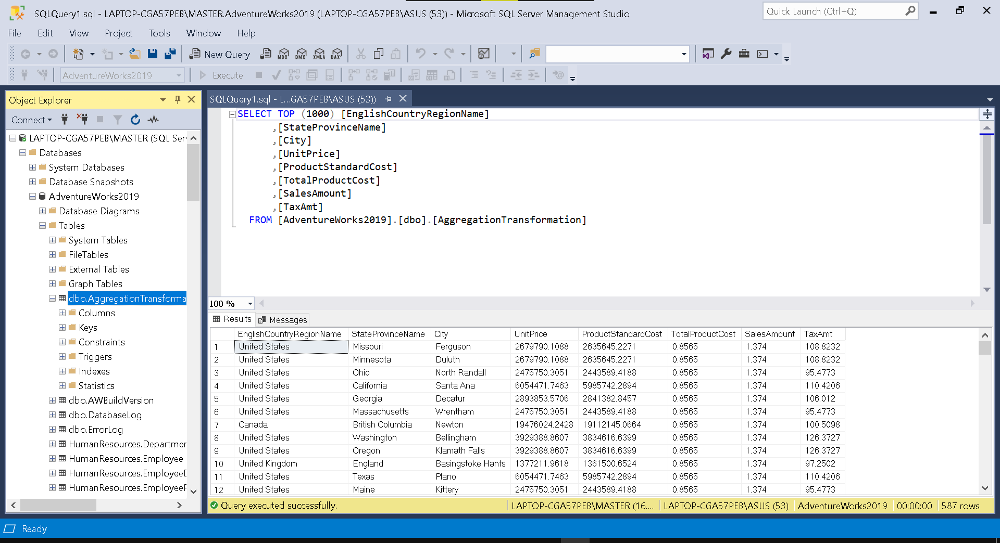 SQLQuery1.sql - LAPTOP-CGA57PEB\MASTER.AdventureWorks2019 (LAPTOP-CGA57PEB\ASUS (53)) - Microsoft SQL Server Management Studio
Quick Launch (Ctrl+Q)
File Edit View Project Tools Window Help
New Query MDX DMX XMLA DAX
AdventureWorks2019 Execute
Object Explorer
Connect
LAPTOP-CGA57PEB\MASTER (SQL Ser
Databases
System Databases
Database Snapshots
AdventureWorks2019
Database Diagrams
Tables
System Tables
FileTables
External Tables
Graph Tables
dbo.AggregationTransforma
Columns
Keys
Constraints
Triggers
Indexes
Statistics
dbo.AWBuildVersion
dbo.DatabaseLog
dbo.ErrorLog
HumanResources.Departmer
HumanResources.Employee
HumanResources.EmployeeD
HumanResources.EmployeeP
SQLQuery1.sql - L...GA57PEB\ASUS (53))
SELECT TOP (1000) [EnglishCountryRegionName]
,[StateProvinceName]
,[City]
,[UnitPrice]
,[ProductStandardCost]
,[TotalProductCost]
,[SalesAmount]
,[TaxAmt]
FROM [AdventureWorks2019].[dbo].[AggregationTransformation]
100 %
Results Messages
EnglishCountryRegionName StateProvinceName City UnitPrice ProductStandardCost TotalProductCost SalesAmount TaxAmt
1 United States Missouri Ferguson 2679790.1088 2635645.2271 0.8565 1.374 108.8232
2 United States Minnesota Duluth 2679790.1088 2635645.2271 0.8565 1.374 108.8232
3 United States Ohio North Randall 2475750.3051 2443589.4188 0.8565 1.374 95.4773
4 United States California Santa Ana 6054471.7463 5985742.2894 0.8565 1.374 110.4206
5 United States Georgia Decatur 2893853.5706 2841382.8457 0.8565 1.374 106.012
6 United States Massachusetts Wrentham 2475750.3051 2443589.4188 0.8565 1.374 95.4773
7 Canada British Columbia Newton 19476024.2428 19112145.0664 0.8565 1.374 100.5098
8 United States Washington Bellingham 3929388.8607 3834616.6399 0.8565 1.374 126.3727
9 United States Oregon Klamath Falls 3929388.8607 3834616.6399 0.8565 1.374 126.3727
10 United Kingdom England Basingstoke Hants 1377211.9618 1361500.6524 0.8565 1.374 97.2502
11 United States Texas Plano 6054471.7463 5985742.2894 0.8565 1.374 110.4206
12 United States Maine Kittery 2475750.3051 2443589.4188 0.8565 1.374 95.4773
Query executed successfully. LAPTOP-CGA57PEB\MASTER (16.... LAPTOP-CGA57PEB\ASUS (53) AdventureWorks2019 00:00:00 587 rows
Ready